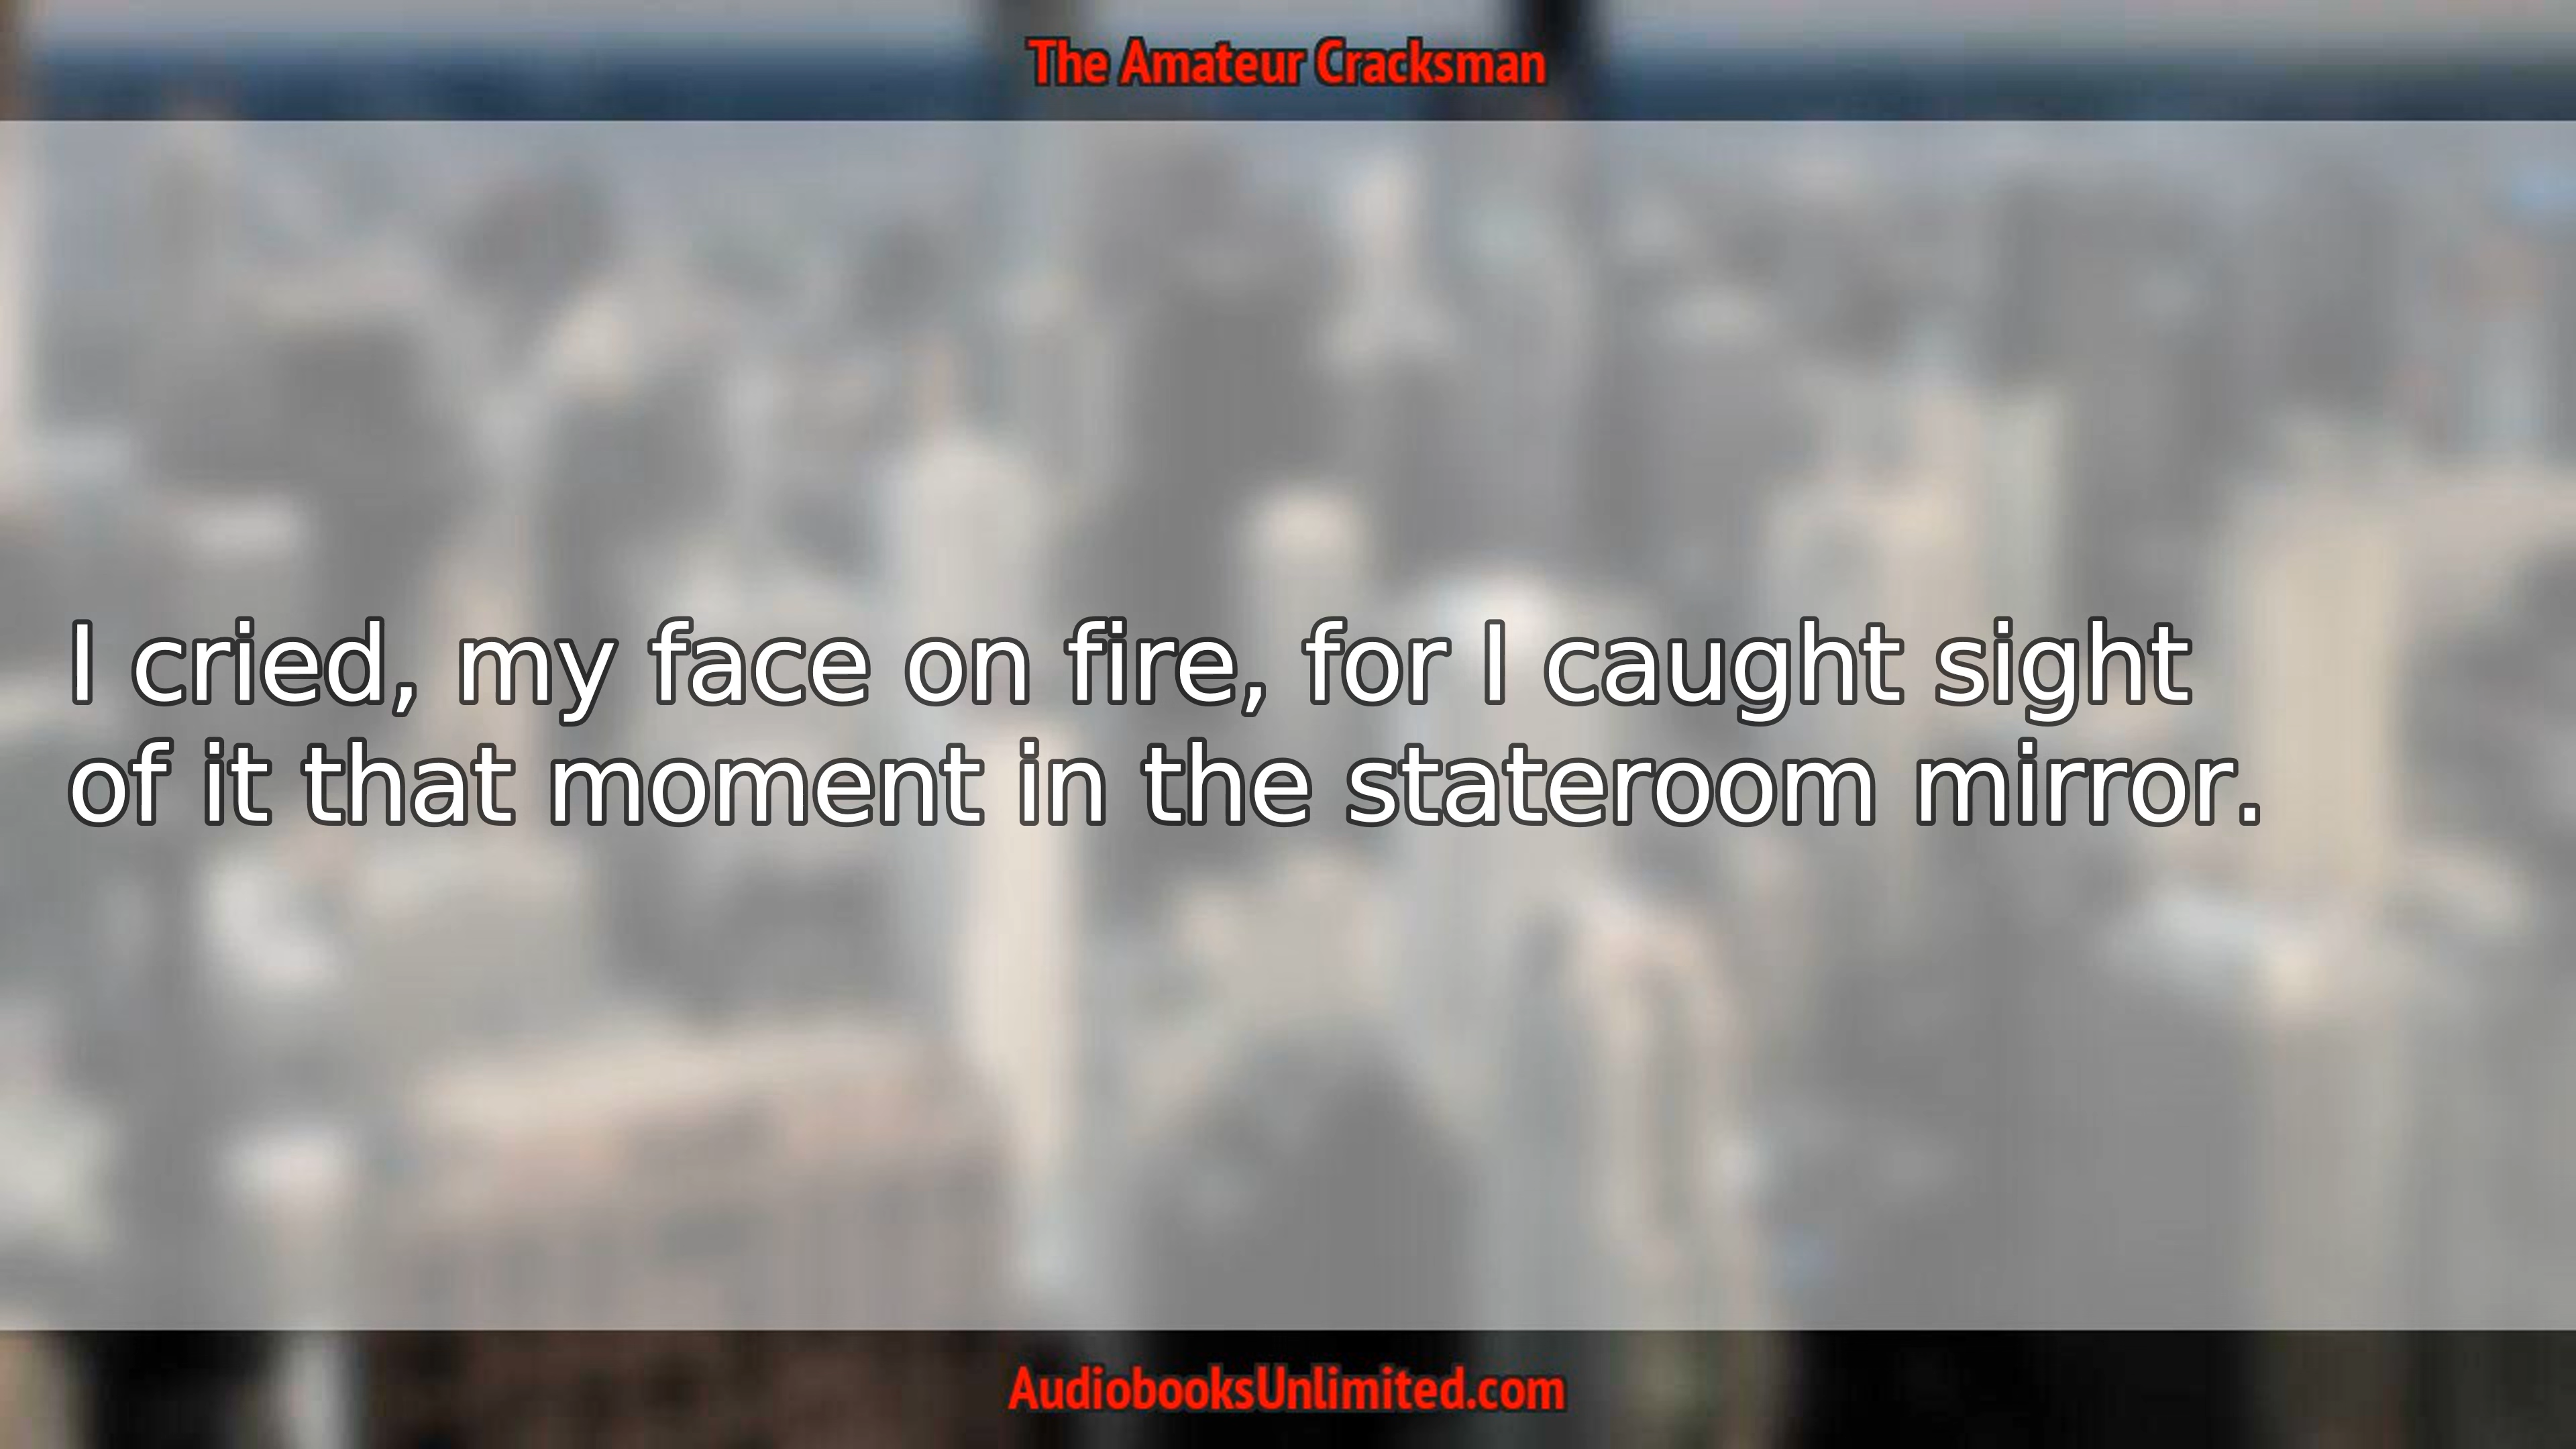 The Amateur Cracksman
I cried, my face on fire, for I caught sight
of it that moment in the stateroom mirror.
AudiobooksUnlimited.com